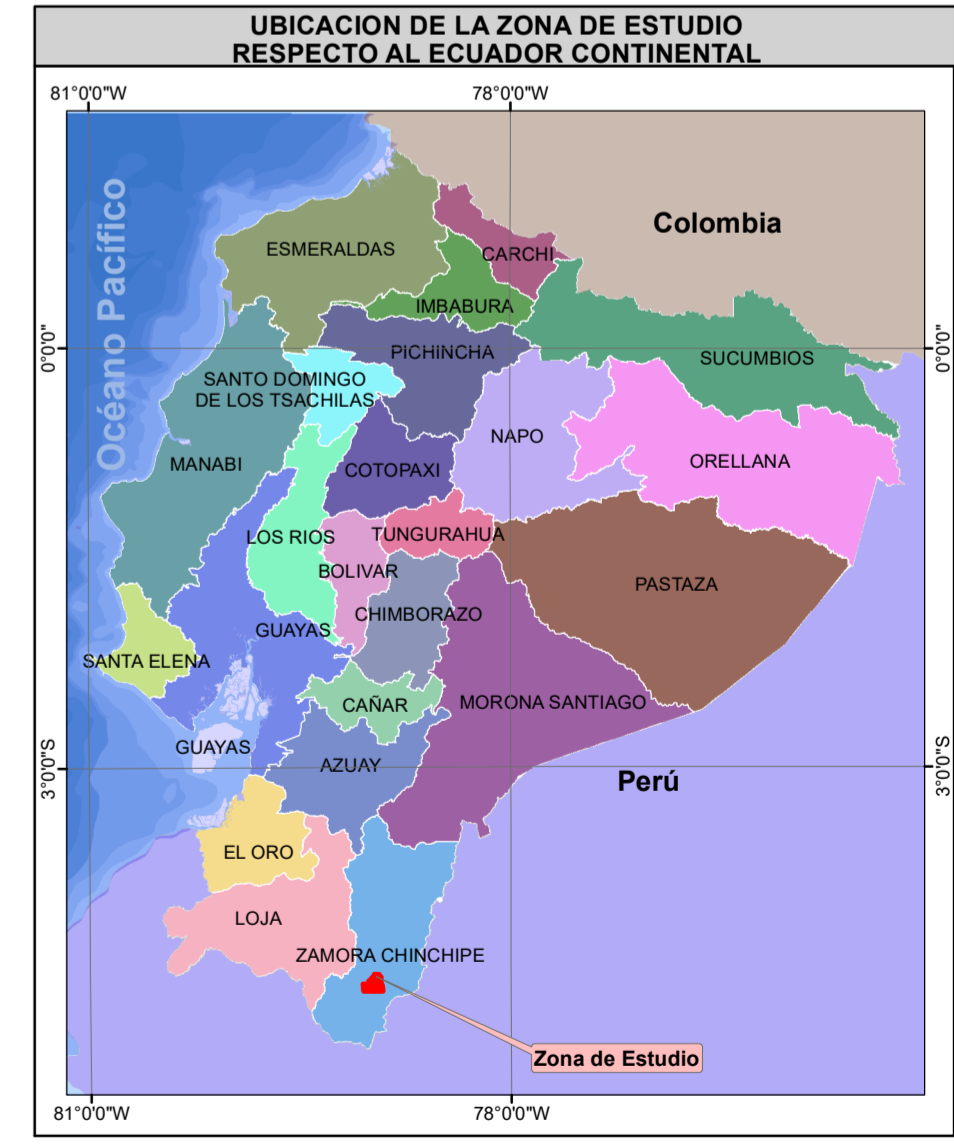 UBICACION DE LA ZONA DE ESTUDIO
RESPECTO AL ECUADOR CONTINENTAL
81°0'0"W
78°0'0"W
Océano Pacífico
Colombia
ESMERALDAS
CARCHI
IMBABURA
0°0'0"
0°0'0"
PICHINCHA
SUCUMBIOS
SANTO DOMINGO
DE LOS TSACHILAS
NAPO
MANABI
COTOPAXI
ORELLANA
LOS RIOS
TUNGURAHUA
BOLIVAR
PASTAZA
CHIMBORAZO
GUAYAS
SANTA ELENA
CAÑAR
MORONA SANTIAGO
GUAYAS
AZUAY
3°0'0"S
3°0'0"S
Perú
EL ORO
LOJA
ZAMORA CHINCHIPE
Zona de Estudio
81°0'0"W
78°0'0"W